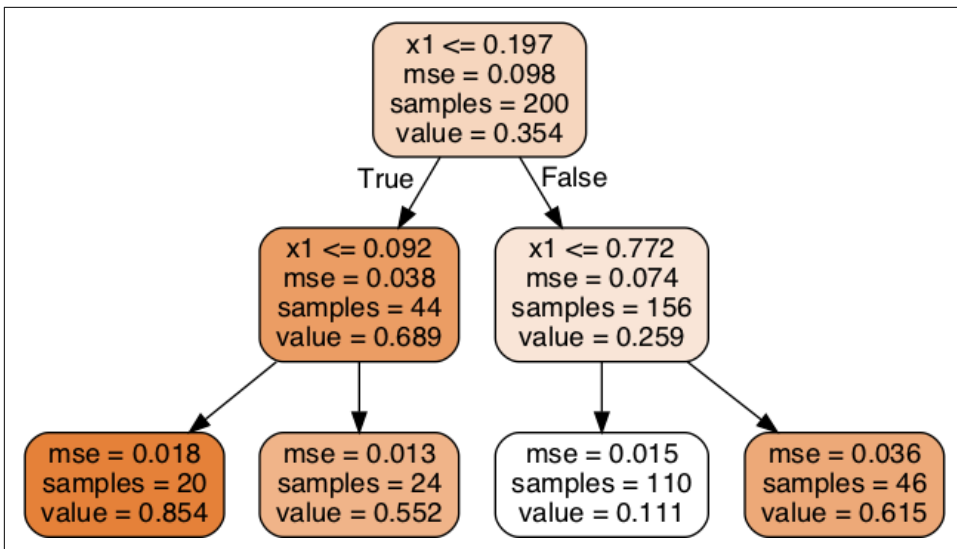 x1 <= 0.197
mse = 0.098
samples = 200
value = 0.354
True
False
x1 <= 0.092
mse = 0.038
samples = 44
value = 0.689
x1 <= 0.772
mse = 0.074
samples = 156
value = 0.259
mse = 0.018
samples = 20
value = 0.854
mse = 0.013
samples = 24
value = 0.552
mse = 0.015
samples = 110
value = 0.111
mse = 0.036
samples = 46
value = 0.615